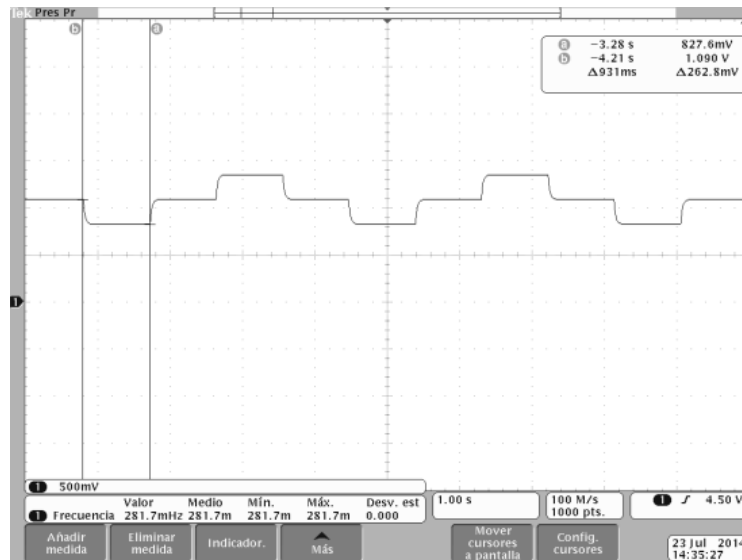 Tek Pres Pr
b
a
a -3.28 s 827.6mV
b -4.21 s 1.090 V
Δ931ms Δ262.8mV
1
1 500mV
Valor Medio Mín. Máx. Desv. est
1 Frecuencia 281.7mHz 281.7m 281.7m 281.7m 0.000
1.00 s
100 M/s
1000 pts.
1 ʃ 4.50 V
Añadir medida
Eliminar medida
Indicador.
Más
Mover cursores a pantalla
Config. cursores
23 Jul 2014
14:35:27